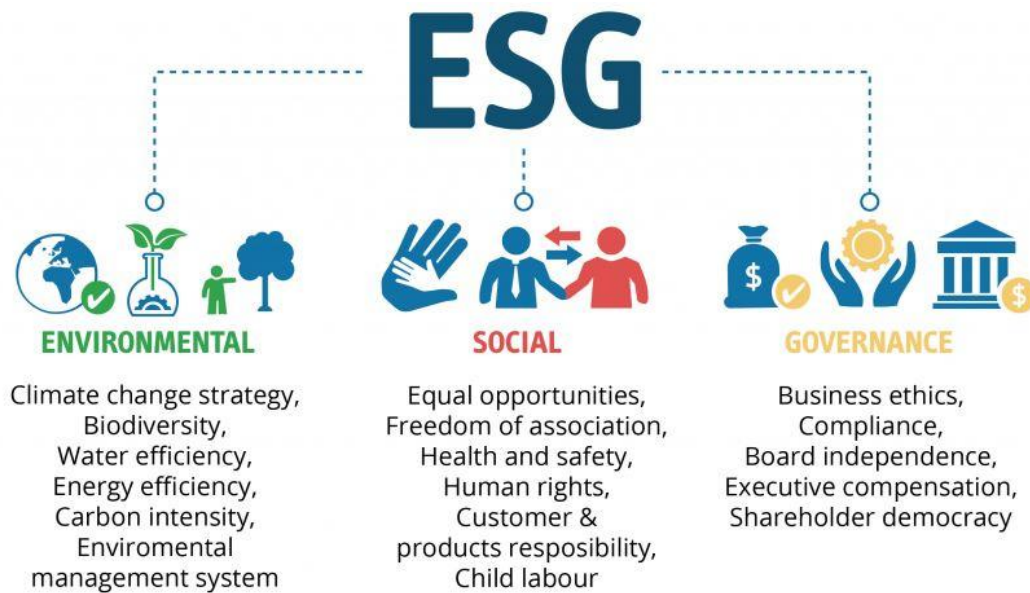 ESG
ENVIRONMENTAL
Climate change strategy,
Biodiversity,
Water efficiency,
Energy efficiency,
Carbon intensity,
Enviromental
management system
SOCIAL
Equal opportunities,
Freedom of association,
Health and safety,
Human rights,
Customer &
products resposibility,
Child labour
$
$
GOVERNANCE
Business ethics,
Compliance,
Board independence,
Executive compensation,
Shareholder democracy